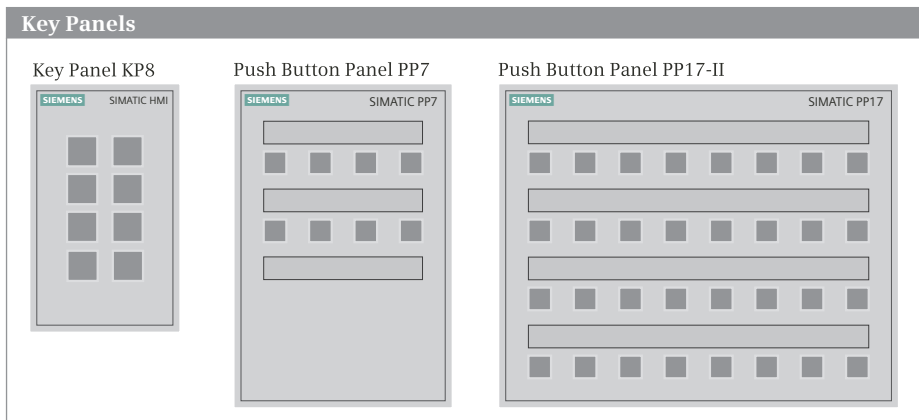 Key Panels
Key Panel KP8
Push Button Panel PP7
Push Button Panel PP17-II
SIEMENS SIMATIC HMI
SIEMENS SIMATIC PP7
SIEMENS SIMATIC PP17